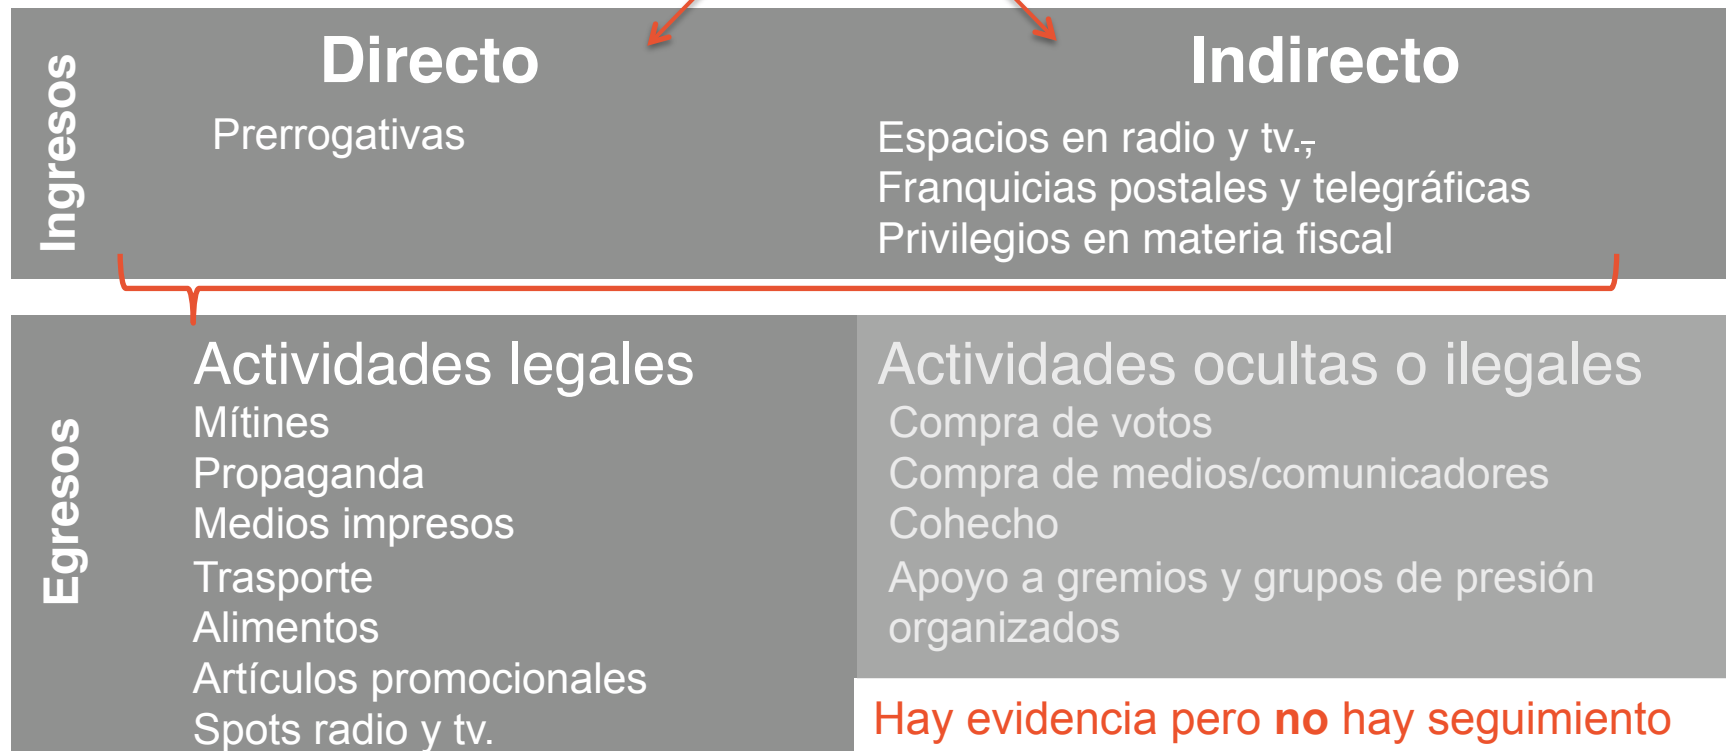 Ingresos
Directo
Prerrogativas
Indirecto
Espacios en radio y tv.,
Franquicias postales y telegráficas
Privilegios en materia fiscal
Egresos
Actividades legales
Mítines
Propaganda
Medios impresos
Trasporte
Alimentos
Artículos promocionales
Spots radio y tv.
Actividades ocultas o ilegales
Compra de votos
Compra de medios/comunicadores
Cohecho
Apoyo a gremios y grupos de presión
organizados
Hay evidencia pero no hay seguimiento